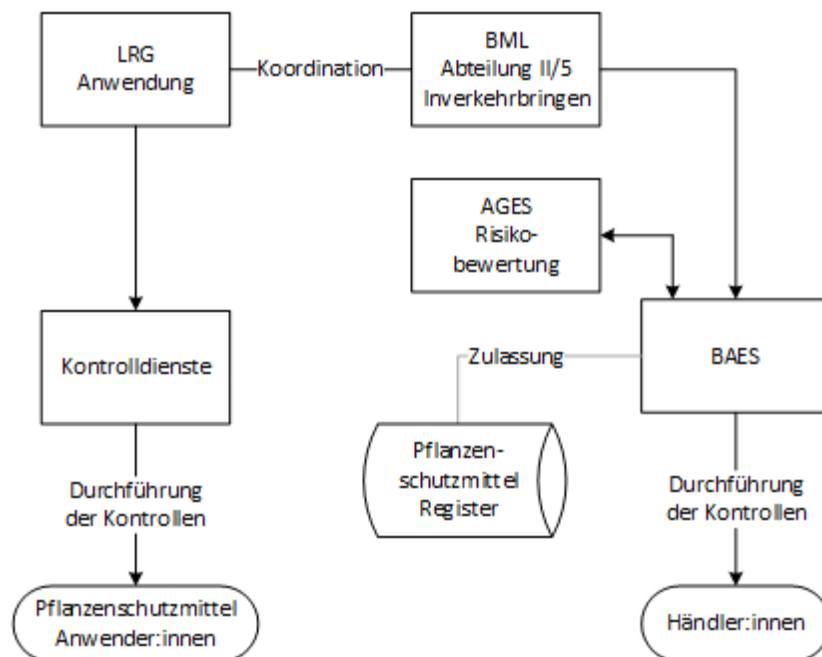 LRG
Anwendung
Koordination
BML
Abteilung II/5
Inverkehrbringen
AGES
Risiko-
bewertung
Kontrolldienste
Zulassung
BAES
Pflanzen-
schutzmittel
Register
Durchführung
der Kontrollen
Durchführung
der Kontrollen
Pflanzenschutzmittel
Anwender:innen
Händler:innen